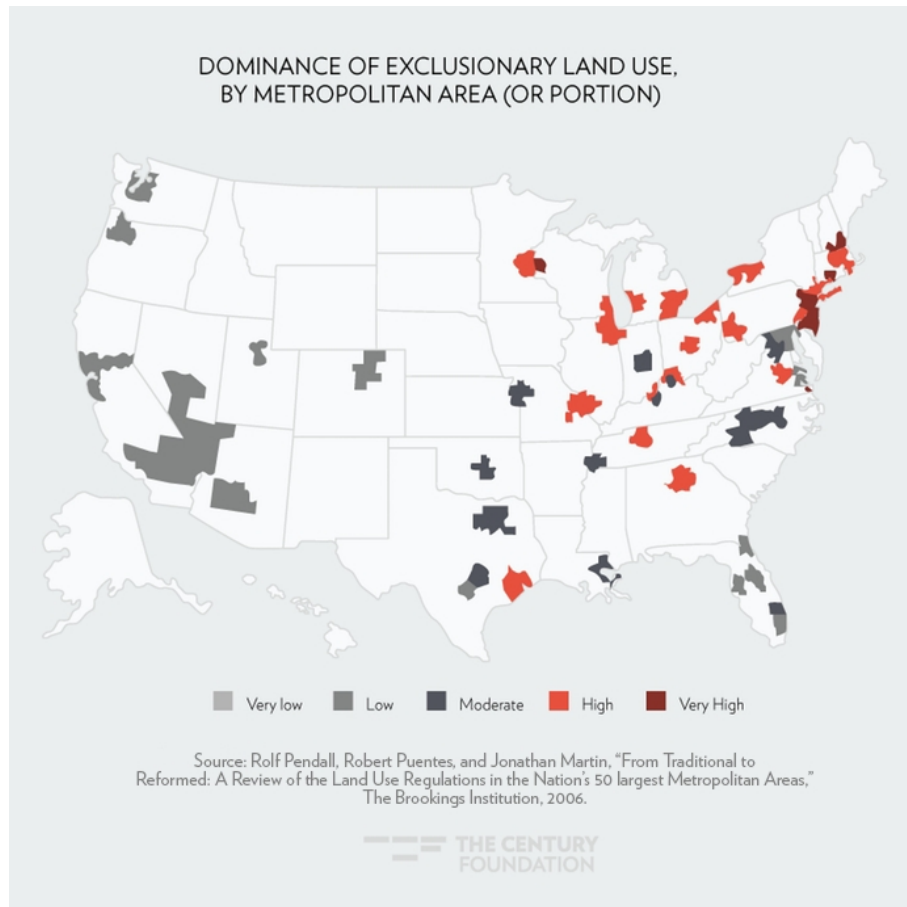 DOMINANCE OF EXCLUSIONARY LAND USE,
BY METROPOLITAN AREA (OR PORTION)
Very low
Low
Moderate
High
Very High
Source: Rolf Pendall, Robert Puentes, and Jonathan Martin, “From Traditional to
Reformed: A Review of the Land Use Regulations in the Nation’s 50 largest Metropolitan Areas,”
The Brookings Institution, 2006.
THE CENTURY
FOUNDATION